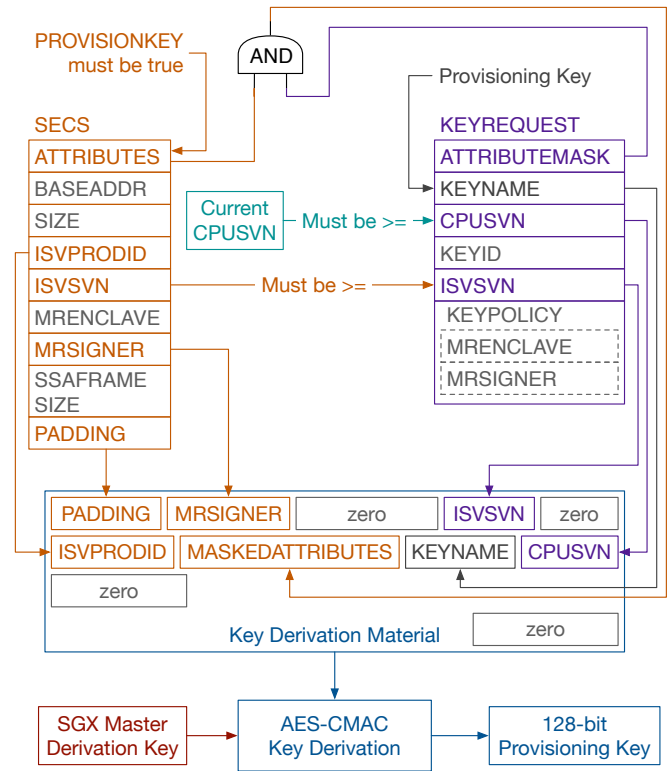 PROVISIONKEY
must be true
AND
Provisioning Key
SECS
ATTRIBUTES
BASEADDR
SIZE
ISVPRODID
ISVSVN
MRENCLAVE
MRSIGNER
SSAFRAME
SIZE
PADDING
Current
CPUSVN
Must be >=
Must be >=
KEYREQUEST
ATTRIBUTEMASK
KEYNAME
CPUSVN
KEYID
ISVSVN
KEYPOLICY
MRENCLAVE
MRSIGNER
PADDING MRSIGNER zero ISVSVN zero
ISVPRODID MASKEDATTRIBUTES KEYNAME CPUSVN
zero
zero
Key Derivation Material
SGX Master
Derivation Key
AES-CMAC
Key Derivation
128-bit
Provisioning Key